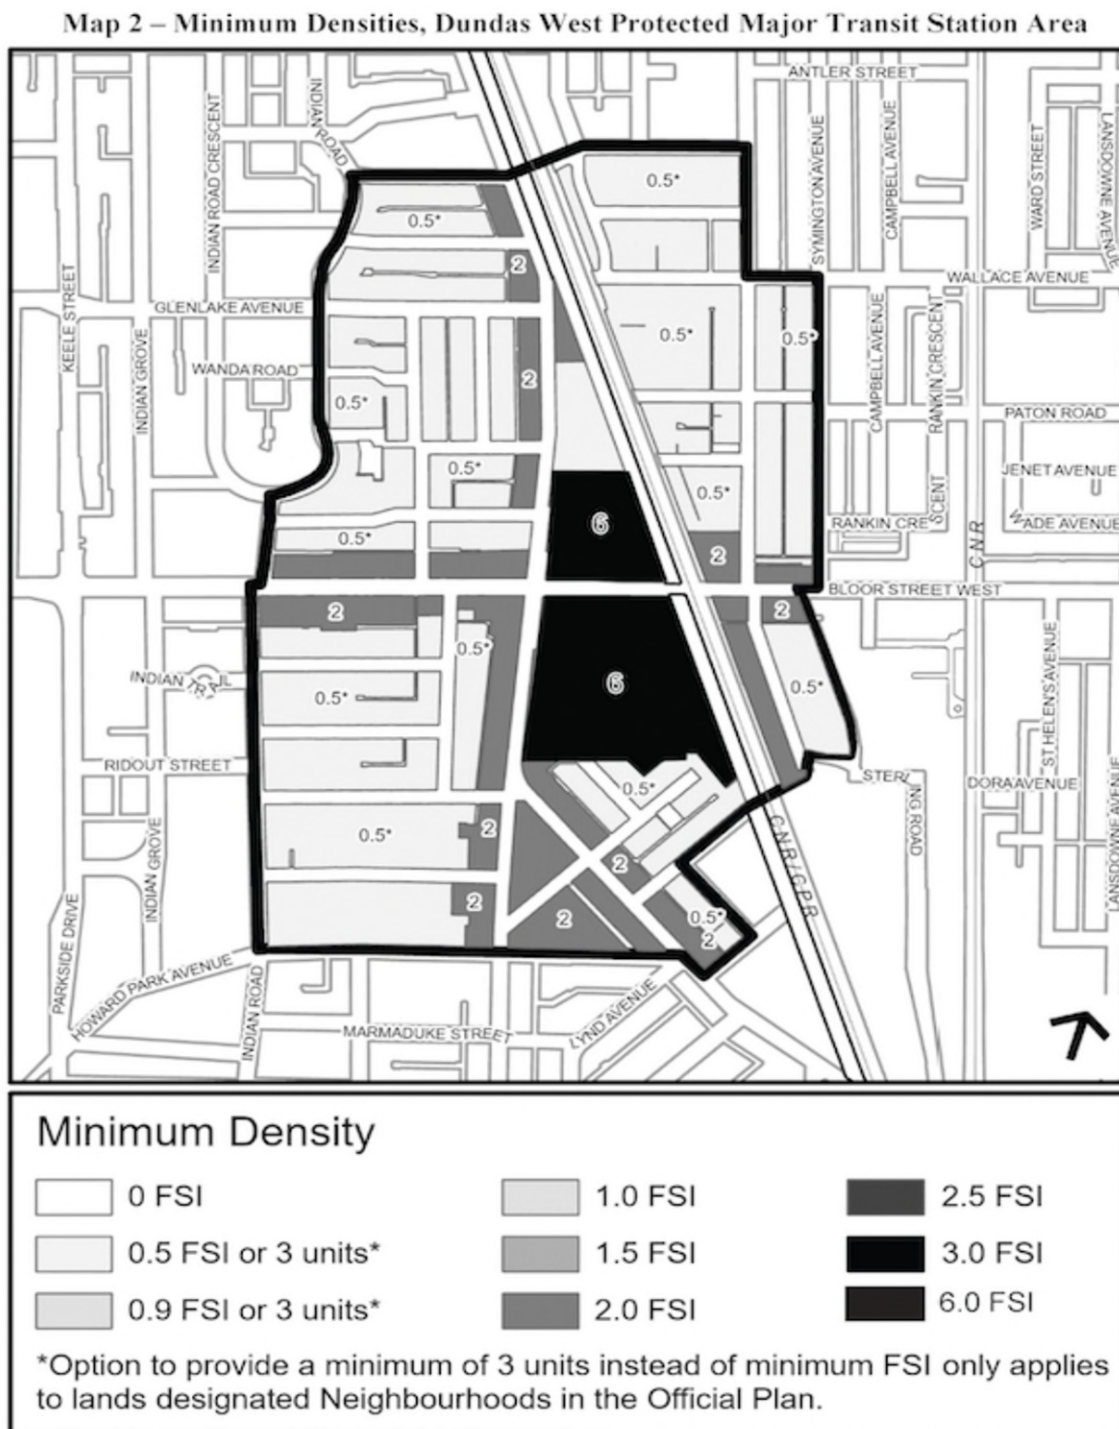 Map 2 – Minimum Densities, Dundas West Protected Major Transit Station Area
ANTLER STREET
INDIAN ROAD
INDIAN ROAD CRESCENT
SYMINGTON AVENUE
CAMPBELL AVENUE
WARD STREET
LANSDOWNE AVENUE
0.5*
0.5*
2
WALLACE AVENUE
KEELE STREET
GLENLAKE AVENUE
0.5*
0.5*
INDIAN GROVE
WANDA ROAD
2
CAMPBELL AVENUE
RANKIN CRESCENT
0.5*
PATON ROAD
0.5*
JENET AVENUE
0.5*
6
RANKIN CRE
SCENT
WADE AVENUE
CNR
0.5*
2
BLOOR STREET WEST
2
2
0.5*
INDIAN TRAIL
0.5*
6
0.5*
ST HELEN'S AVENUE
RIDOUT STREET
STERLING ROAD
DORA AVENUE
0.5*
LANSDOWNE AVENUE
INDIAN GROVE
0.5*
2
2
CNR/CPR
PARKSIDE DRIVE
2
2
0.5*
2
HOWARD PARK AVENUE
INDIAN ROAD
MARMADUKE STREET
LYND AVENUE
Minimum Density
0 FSI
1.0 FSI
2.5 FSI
0.5 FSI or 3 units*
1.5 FSI
3.0 FSI
0.9 FSI or 3 units*
2.0 FSI
6.0 FSI
*Option to provide a minimum of 3 units instead of minimum FSI only applies
to lands designated Neighbourhoods in the Official Plan.